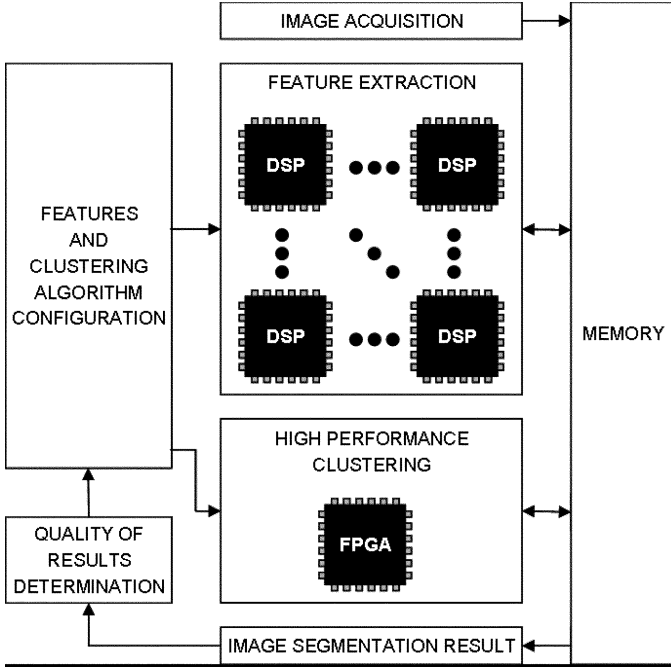 IMAGE ACQUISITION
FEATURE EXTRACTION
DSP
DSP
DSP
DSP
FEATURES
AND
CLUSTERING
ALGORITHM
CONFIGURATION
MEMORY
HIGH PERFORMANCE
CLUSTERING
FPGA
QUALITY OF
RESULTS
DETERMINATION
IMAGE SEGMENTATION RESULT